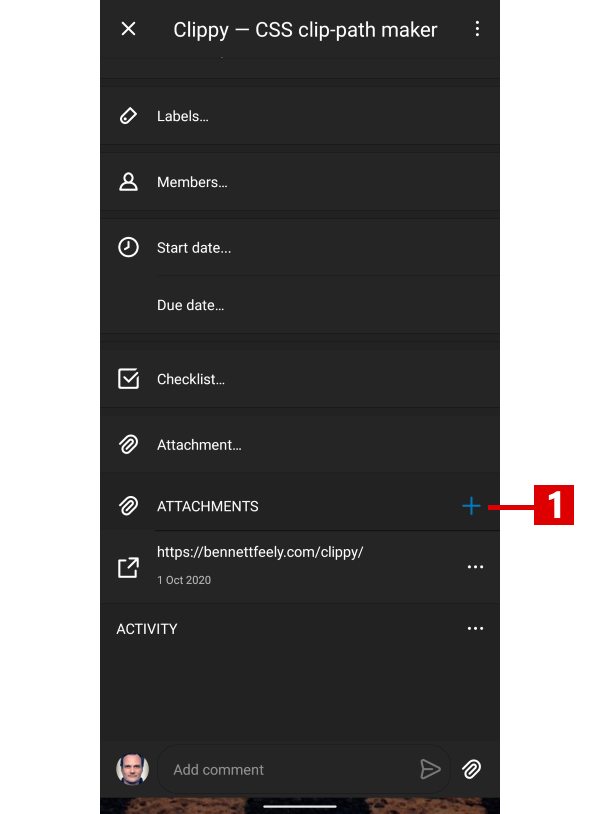 Clippy — CSS clip-path maker
Labels…
Members…
Start date...
Due date…
Checklist…
Attachment…
ATTACHMENTS
1
https://bennettfeely.com/clippy/
1 Oct 2020
ACTIVITY
Add comment